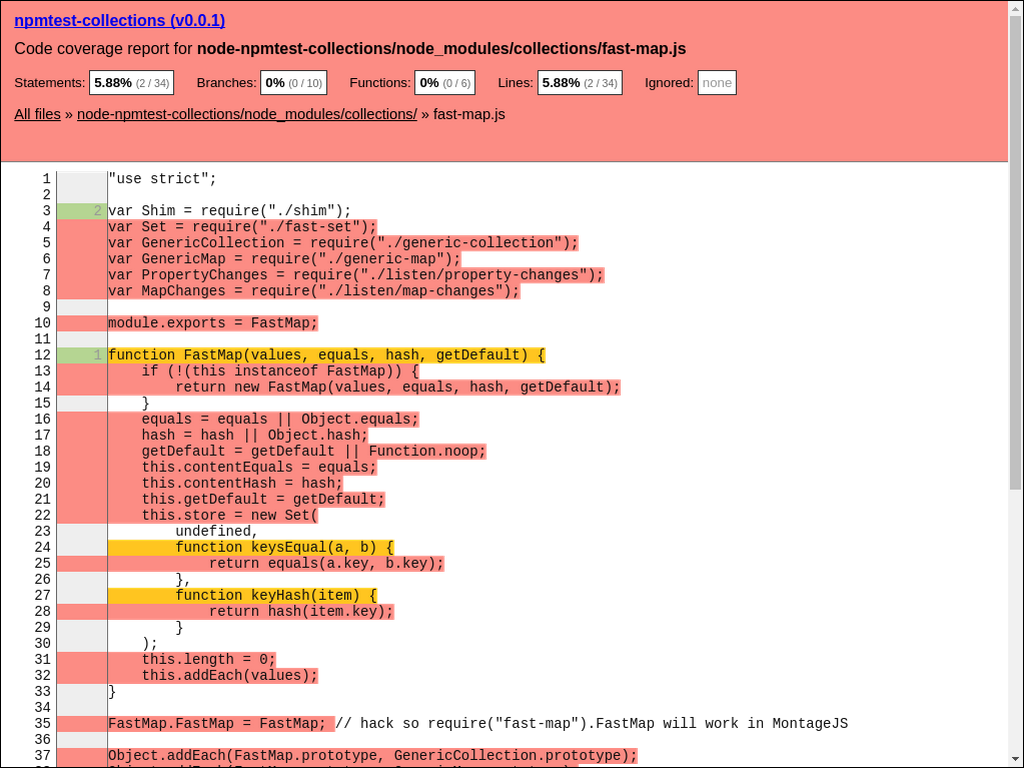 npmtest-collections (v0.0.1)
Code coverage report for node-npmtest-collections/node_modules/collections/fast-map.js
Statements: 5.88% (2 / 34) Branches: 0% (0 / 10) Functions: 0% (0 / 6) Lines: 5.88% (2 / 34) Ignored: none
All files » node-npmtest-collections/node_modules/collections/ » fast-map.js
1 "use strict";
2
3 2 var Shim = require("./shim");
4 var Set = require("./fast-set");
5 var GenericCollection = require("./generic-collection");
6 var GenericMap = require("./generic-map");
7 var PropertyChanges = require("./listen/property-changes");
8 var MapChanges = require("./listen/map-changes");
9
10 module.exports = FastMap;
11
12 1 function FastMap(values, equals, hash, getDefault) {
13     if (!(this instanceof FastMap)) {
14         return new FastMap(values, equals, hash, getDefault);
15     }
16     equals = equals || Object.equals;
17     hash = hash || Object.hash;
18     getDefault = getDefault || Function.noop;
19     this.contentEquals = equals;
20     this.contentHash = hash;
21     this.getDefault = getDefault;
22     this.store = new Set(
23         undefined,
24         function keysEqual(a, b) {
25             return equals(a.key, b.key);
26         },
27         function keyHash(item) {
28             return hash(item.key);
29         }
30     );
31     this.length = 0;
32     this.addEach(values);
33 }
34
35 FastMap.FastMap = FastMap; // hack so require("fast-map").FastMap will work in MontageJS
36
37 Object.addEach(FastMap.prototype, GenericCollection.prototype);